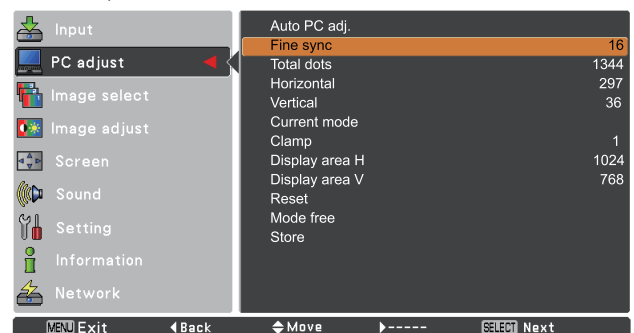 Input
PC adjust
Image select
Image adjust
Screen
Sound
Setting
Information
Network
Auto PC adj.
Fine sync 16
Total dots 1344
Horizontal 297
Vertical 36
Current mode
Clamp 1
Display area H 1024
Display area V 768
Reset
Mode free
Store
MENU Exit Back Move ----- SELECT Next